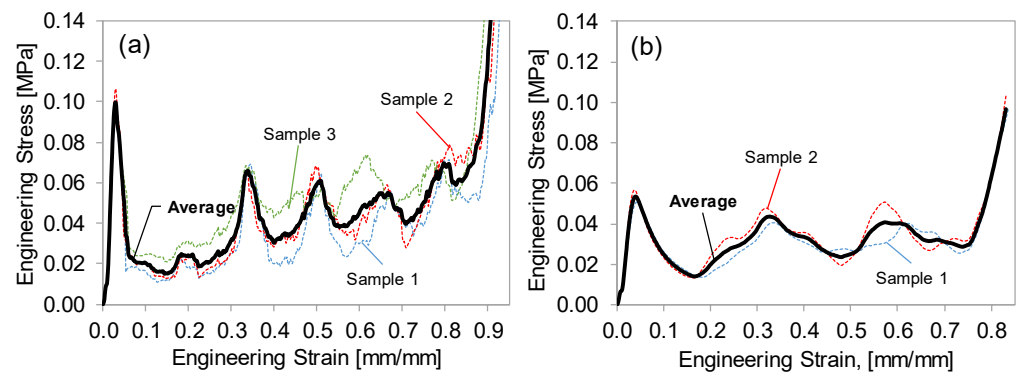 (a)
Engineering Stress [MPa]
0.14
0.12
0.10
0.08
0.06
0.04
0.02
0.00
Sample 2
Sample 3
Average
Sample 1
0.0 0.1 0.2 0.3 0.4 0.5 0.6 0.7 0.8 0.9
Engineering Strain [mm/mm]
(b)
Engineering Stress [MPa]
0.14
0.12
0.10
0.08
0.06
0.04
0.02
0.00
Sample 2
Average
Sample 1
0.0 0.1 0.2 0.3 0.4 0.5 0.6 0.7 0.8
Engineering Strain, [mm/mm]